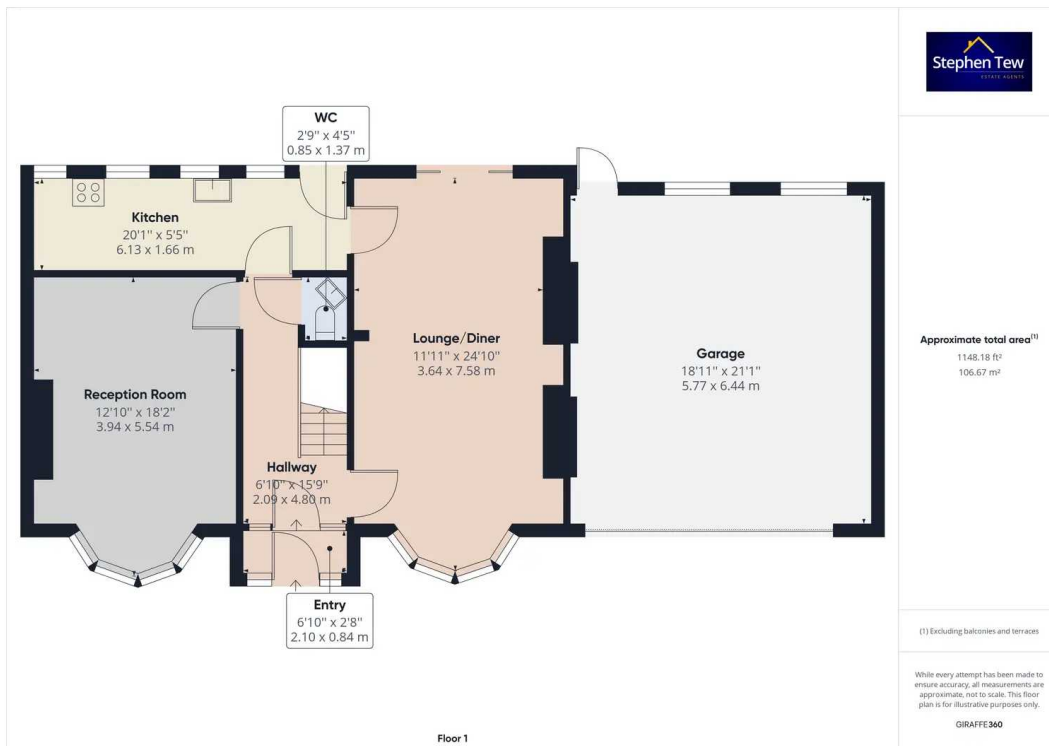 Stephen Tew
ESTATE AGENTS
WC
2'9" x 4'5"
0.85 x 1.37 m
Kitchen
20'1" x 5'5"
6.13 x 1.66 m
Lounge/Diner
11'11" x 24'10"
3.64 x 7.58 m
Garage
18'11" x 21'1"
5.77 x 6.44 m
Reception Room
12'10" x 18'2"
3.94 x 5.54 m
Hallway
6'10" x 15'9"
2.09 x 4.80 m
Entry
6'10" x 2'8"
2.10 x 0.84 m
Floor 1
Approximate total area(1)
1148.18 ft²
106.67 m²
(1) Excluding balconies and terraces
While every attempt has been made to
ensure accuracy, all measurements are
approximate, not to scale. This floor
plan is for illustrative purposes only.
GIRAFFE360